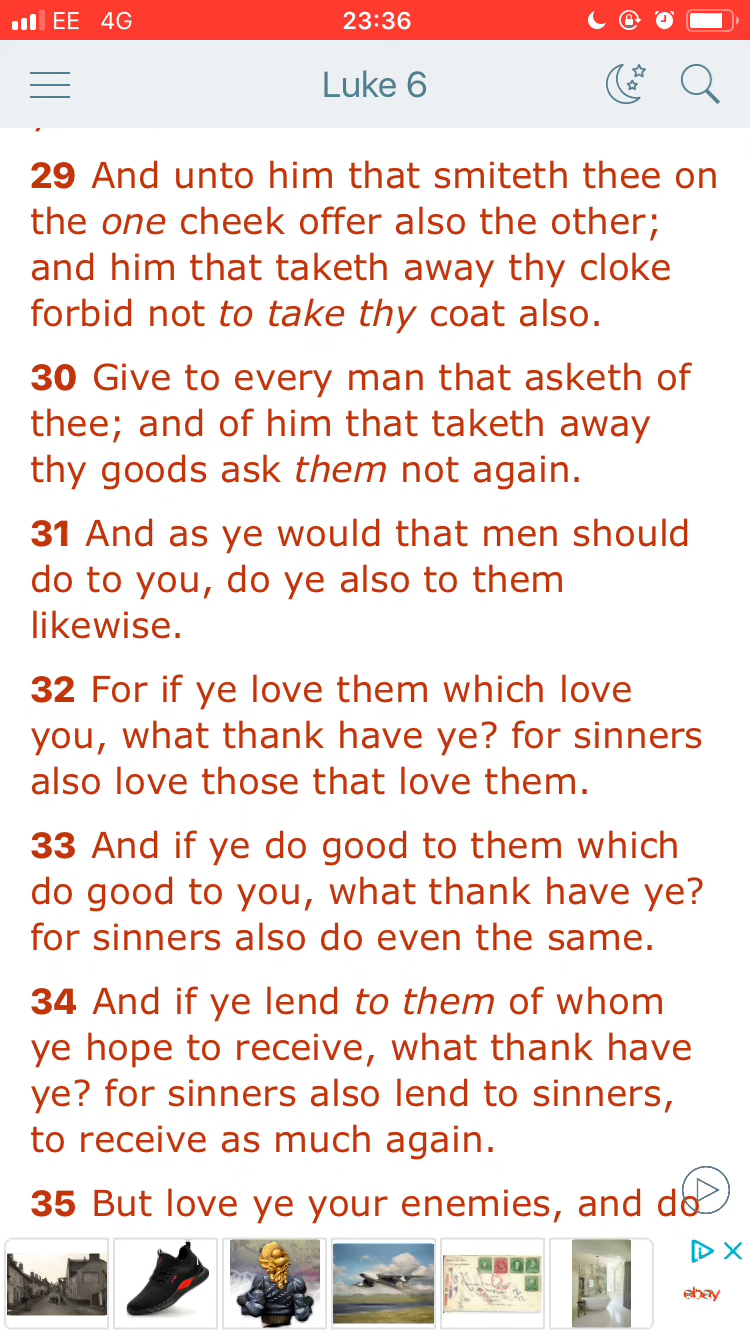 EE 4G 23:36
Luke 6
29 And unto him that smiteth thee on
the one cheek offer also the other;
and him that taketh away thy cloke
forbid not to take thy coat also.
30 Give to every man that asketh of
thee; and of him that taketh away
thy goods ask them not again.
31 And as ye would that men should
do to you, do ye also to them
likewise.
32 For if ye love them which love
you, what thank have ye? for sinners
also love those that love them.
33 And if ye do good to them which
do good to you, what thank have ye?
for sinners also do even the same.
34 And if ye lend to them of whom
ye hope to receive, what thank have
ye? for sinners also lend to sinners,
to receive as much again.
35 But love ye your enemies, and do
ebay